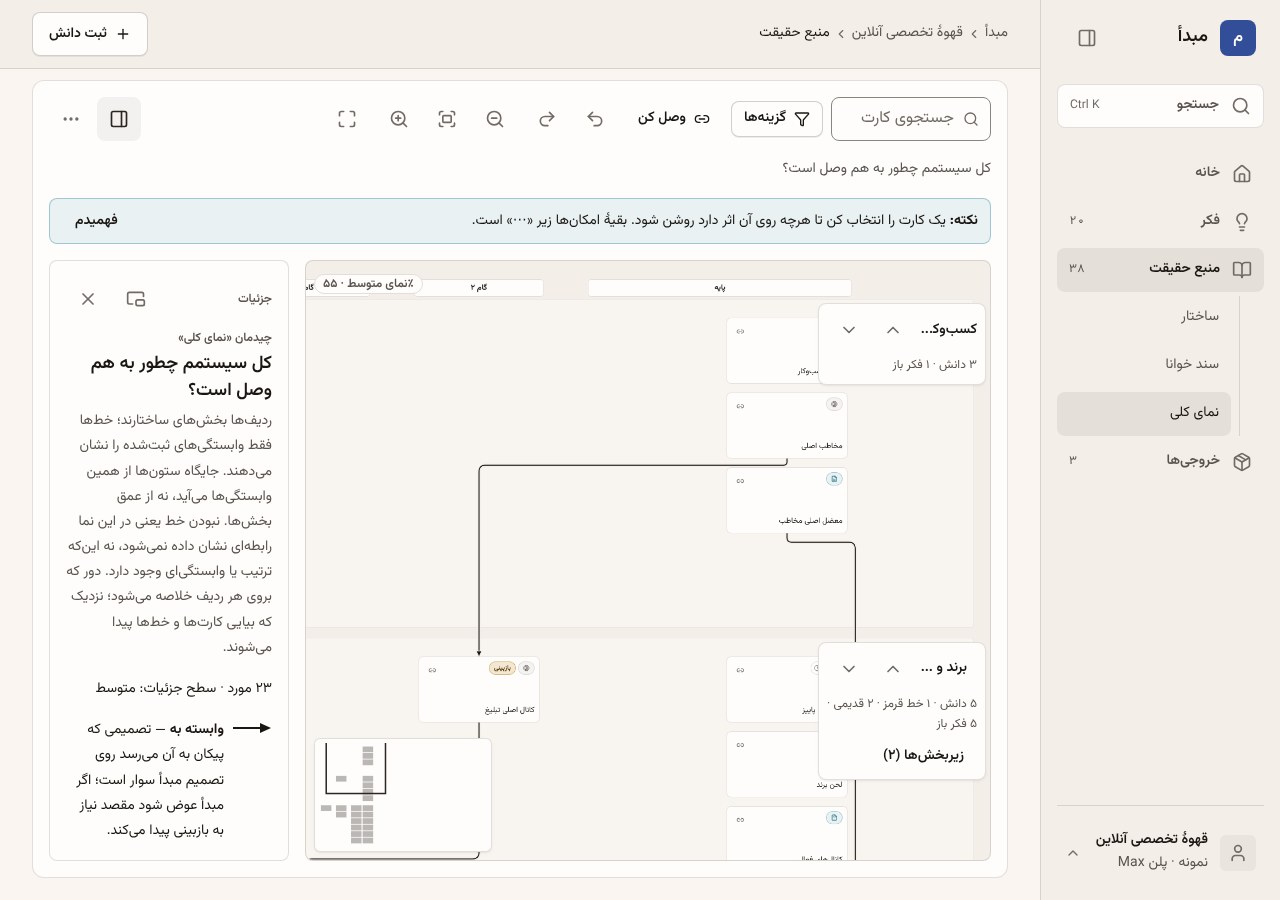 م
مبدأ
جستجو
Ctrl K
خانه
فکر
۲۰
منبع حقیقت
۳۸
ساختار
سند خوانا
نمای کلی
خروجی‌ها
۳
قهوهٔ تخصصی آنلاین
نمونه · پلن Max
مبدأ › قهوهٔ تخصصی آنلاین › منبع حقیقت
ثبت دانش
جستجوی کارت
گزینه‌ها
وصل کن
کل سیستمم چطور به هم وصل است؟
نکته: یک کارت را انتخاب کن تا هرچه روی آن اثر دارد روشن شود. بقیهٔ امکان‌ها زیر «⋯» است.
فهمیدم
پایه
گام ۲
نمای متوسط · ۵۵٪
کسب‌وکـ...
۳ دانش · ۱ فکر باز
مخاطب اصلی
معضل اصلی مخاطب
برند و ...
۵ دانش · ۱ خط قرمز · ۲ قدیمی ·
۵ فکر باز
زیربخش‌ها (۲)
بازبینی
کانال اصلی تبلیغ
لحن برند
کانال‌های فعال
جزئیات
چیدمان «نمای کلی»
کل سیستمم چطور به هم
وصل است؟
ردیف‌ها بخش‌های ساختارند؛ خط‌ها
فقط وابستگی‌های ثبت‌شده را نشان
می‌دهند. جایگاه ستون‌ها از همین
وابستگی‌ها می‌آید، نه از عمق
بخش‌ها. نبودن خط یعنی در این نما
رابطه‌ای نشان داده نمی‌شود، نه این‌که
ترتیب یا وابستگی‌ای وجود دارد. دور که
بروی هر ردیف خلاصه می‌شود؛ نزدیک
که بیایی کارت‌ها و خط‌ها پیدا
می‌شوند.
۲۳ مورد · سطح جزئیات: متوسط
وابسته به — تصمیمی که
پیکان به آن می‌رسد روی
تصمیم مبدأ سوار است؛ اگر
مبدأ عوض شود مقصد نیاز
به بازبینی پیدا می‌کند.